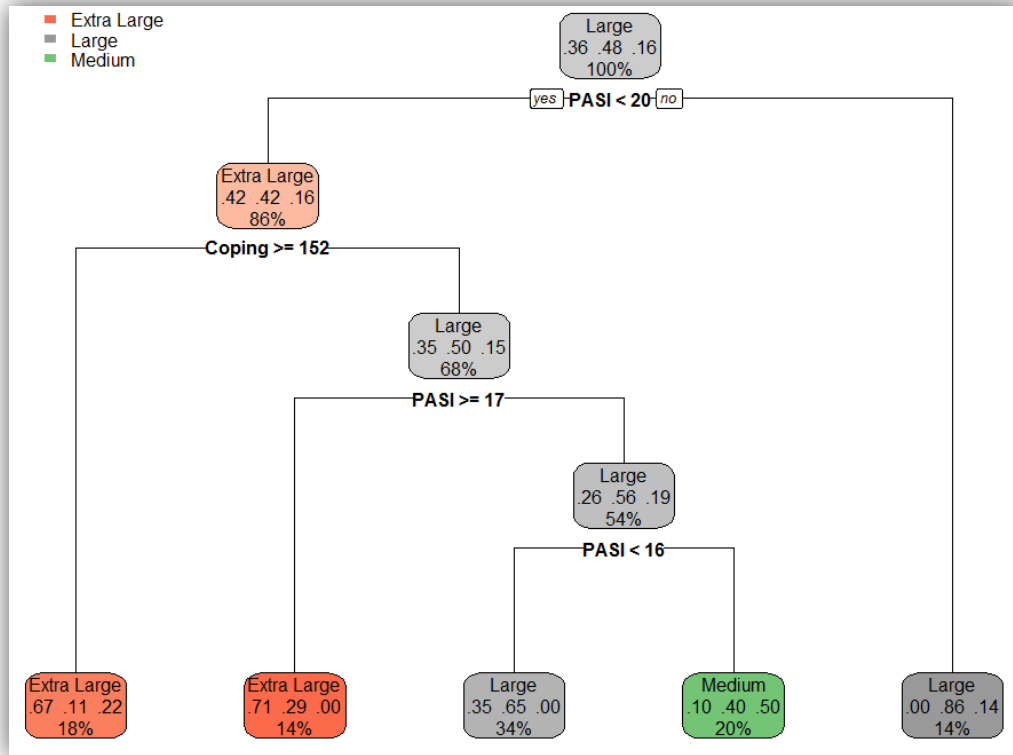 Extra Large
Large
Medium
Large
.36 .48 .16
100%
yes PASI < 20 no
Extra Large
.42 .42 .16
86%
Coping >= 152
Large
.35 .50 .15
68%
PASI >= 17
Large
.26 .56 .19
54%
PASI < 16
Extra Large
.67 .11 .22
18%
Extra Large
.71 .29 .00
14%
Large
.35 .65 .00
34%
Medium
.10 .40 .50
20%
Large
.00 .86 .14
14%